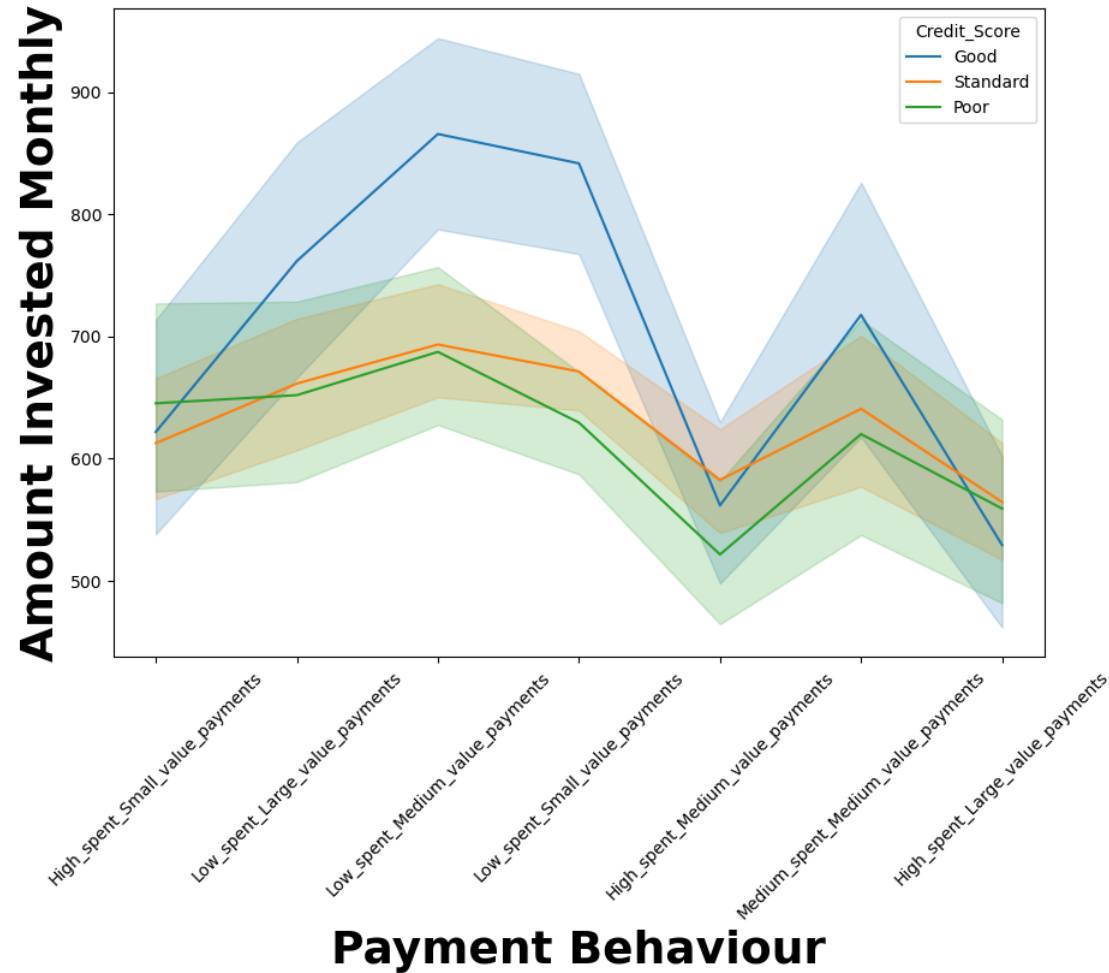 Amount Invested Monthly
900
800
700
600
500
Credit_Score
Good
Standard
Poor
High_spent_Small_value_payments
Low_spent_Large_value_payments
Low_spent_Medium_value_payments
Low_spent_Small_value_payments
High_spent_Medium_value_payments
Medium_spent_Medium_value_payments
High_spent_Large_value_payments
Payment Behaviour